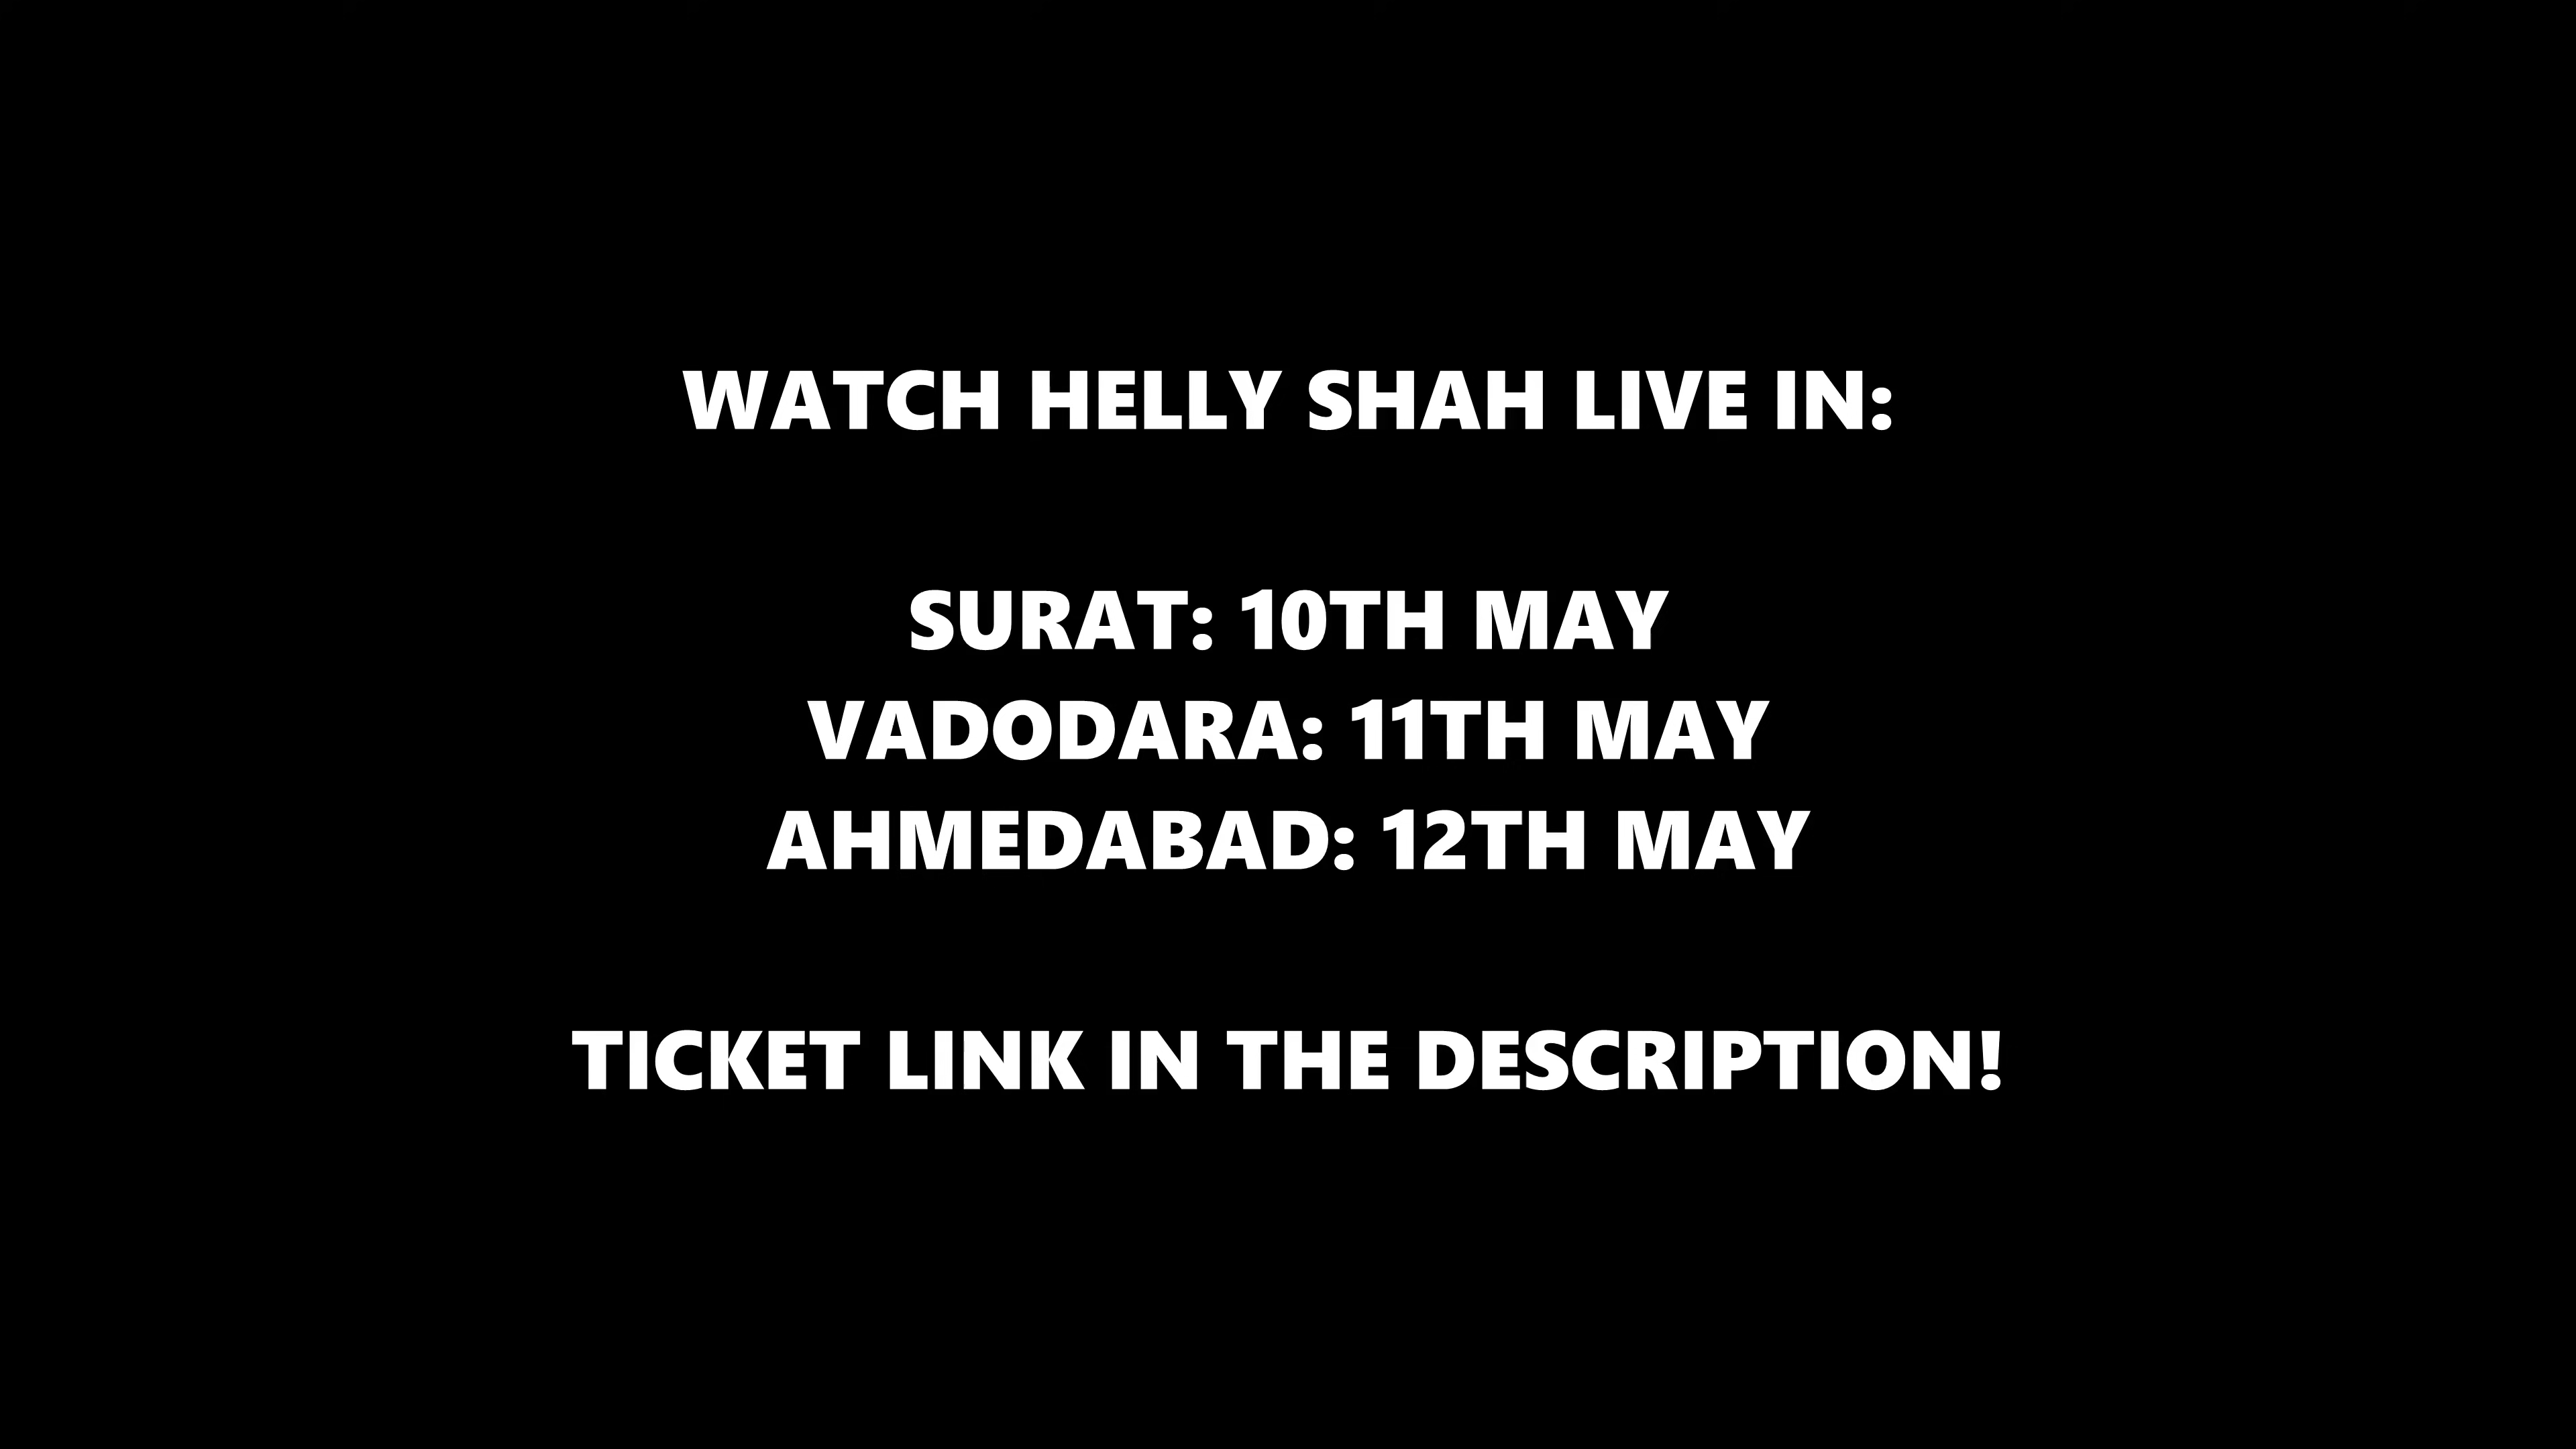 WATCH HELLY SHAH LIVE IN:
SURAT: 10TH MAY
VADODARA: 11TH MAY
AHMEDABAD: 12TH MAY
TICKET LINK IN THE DESCRIPTION!